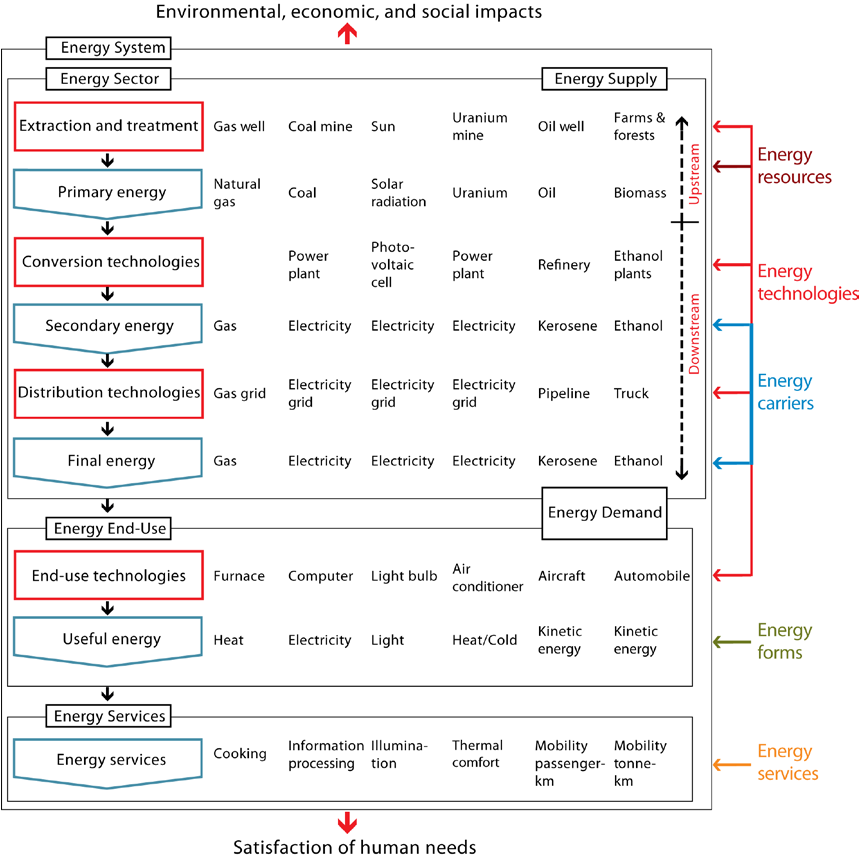 Environmental, economic, and social impacts
Energy System
Energy Sector
Energy Supply
Extraction and treatment
Gas well
Coal mine
Sun
Uranium
mine
Oil well
Farms &
forests
Primary energy
Natural
gas
Coal
Solar
radiation
Uranium
Oil
Biomass
Conversion technologies
Power
plant
Photo-
voltaic
cell
Power
plant
Refinery
Ethanol
plants
Secondary energy
Gas
Electricity
Electricity
Electricity
Kerosene
Ethanol
Distribution technologies
Gas grid
Electricity
grid
Electricity
grid
Electricity
grid
Pipeline
Truck
Final energy
Gas
Electricity
Electricity
Electricity
Kerosene
Ethanol
Upstream
Downstream
Energy Demand
Energy End-Use
End-use technologies
Furnace
Computer
Light bulb
Air
conditioner
Aircraft
Automobile
Useful energy
Heat
Electricity
Light
Heat/Cold
Kinetic
energy
Kinetic
energy
Energy Services
Energy services
Cooking
Information
processing
Illumina-
tion
Thermal
comfort
Mobility
passenger-
km
Mobility
tonne-
km
Energy
resources
Energy
technologies
Energy
carriers
Energy
forms
Energy
services
Satisfaction of human needs